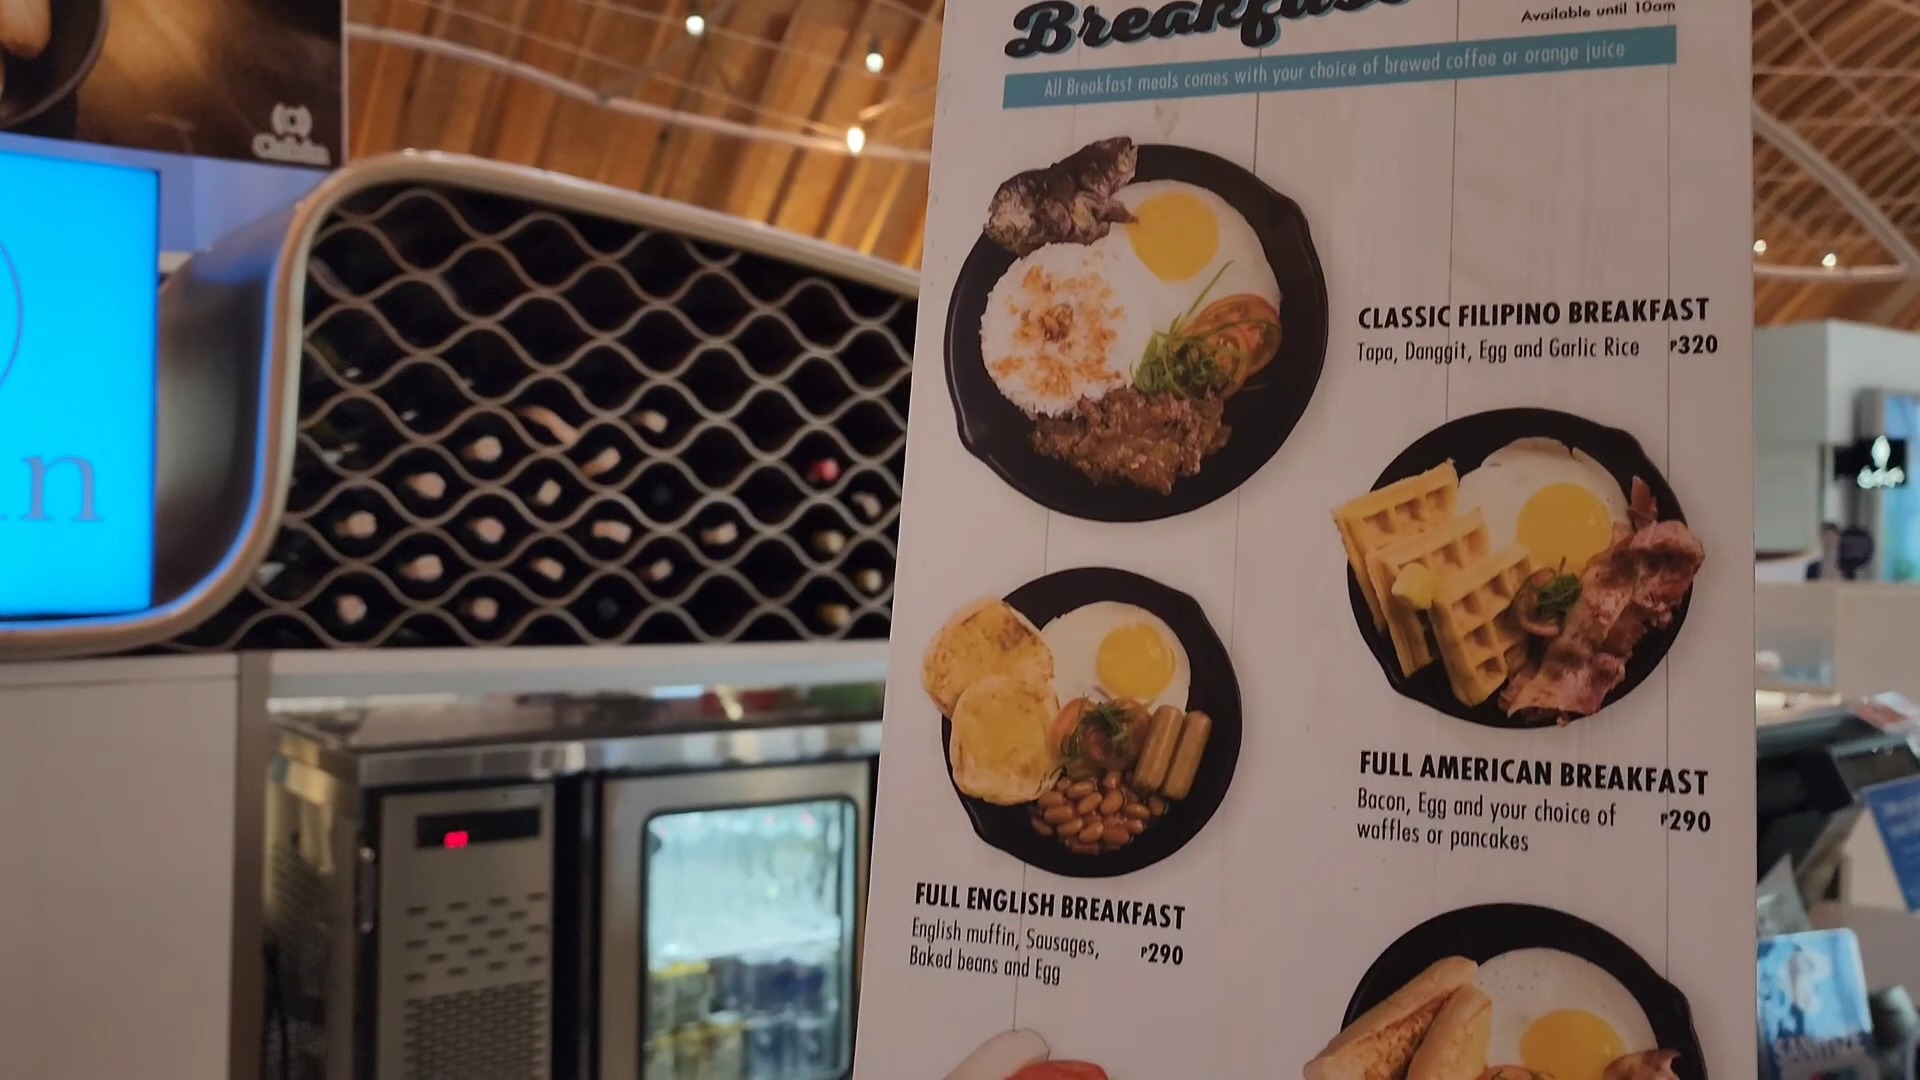 Breakfast
Available until 10am
All Breakfast meals comes with your choice of brewed coffee or orange juice
CLASSIC FILIPINO BREAKFAST
Tapa, Danggit, Egg and Garlic Rice ₱320
FULL AMERICAN BREAKFAST
Bacon, Egg and your choice of
waffles or pancakes
₱290
FULL ENGLISH BREAKFAST
English muffin, Sausages,
Baked beans and Egg
₱290